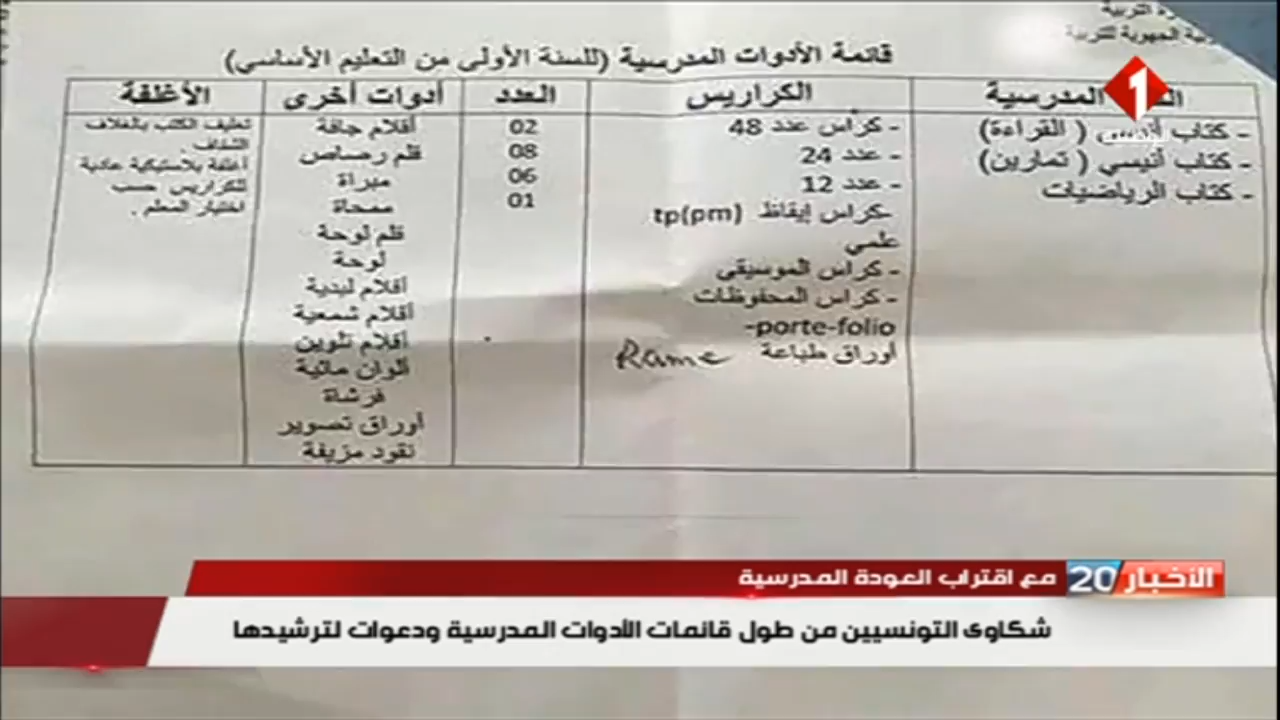 التربية
الجهوية للتربية
قائمة الأدوات المدرسية (للسنة الأولى من التعليم الأساسي)
المدرسية
- كتاب أنيسي ( القراءة)
- كتاب أنيسي ( تمارين)
- كتاب الرياضيات
الكراريس
- كراس عدد 48
- عدد 24
- عدد 12
-كراس إيقاظ tp(pm)
علمي
- كراس الموسيقى
- كراس المحفوظات
-porte-folio
أوراق طباعة Rame
العدد
02
08
06
01
أدوات أخرى
أقلام جافة
قلم رصاص
مبراة
ممحاة
قلم لوحة
لوحة
أقلام لبدية
أقلام شمعية
أقلام تلوين
ألوان مائية
فرشاة
أوراق تصوير
نقود مزيفة
الأغلفة
تغليف الكتب بالغلاف
الشفاف.
أغلفة بلاستيكية عادية
للكراريس حسب
اختيار المعلم.
1
الأخبار 20 مع اقتراب العودة المدرسية
شكاوى التونسيين من طول قائمات الأدوات المدرسية ودعوات لترشيدها